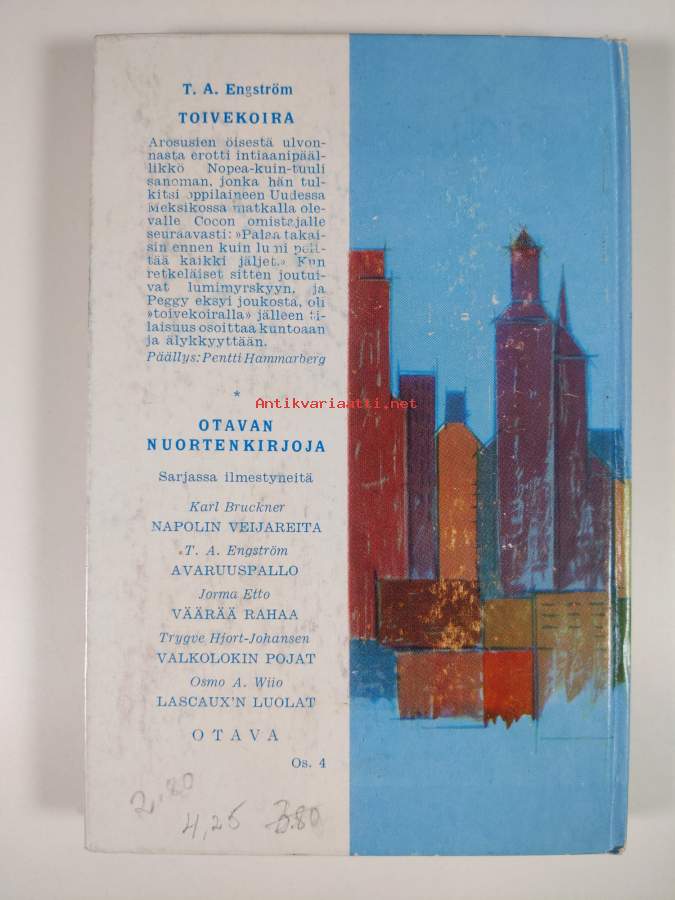 T. A. Engström
TOIVEKOIRA
Arosusien öisestä ulvon-
nasta erotti intiaanipääl-
likkö Nopea-kuin-tuuli
sanoman, jonka hän tul-
kitsi oppilaineen Uudessa
Meksikossa matkalla ole-
valle Cocon omistajalle
seuraavasti: »Palaa takai-
sin ennen kuin lumi peit-
tää kaikki jäljet.» Kun
retkeläiset sitten joutui-
vat lumimyrskyyn, ja
Peggy eksyi joukosta, oli
»toivekoiralla» jälleen ti-
laisuus osoittaa kuntoaan
ja älykkyyttään.
Päällys: Pentti Hammarberg
*
Antikvariaatti.net
OTAVAN
NUORTENKIRJOJA
Sarjassa ilmestyneitä
Karl Bruckner
NAPOLIN VEIJAREITA
T. A. Engström
AVARUUSPALLO
Jorma Etto
VÄÄRÄÄ RAHAA
Trygve Hjort-Johansen
VALKOLOKIN POJAT
Osmo A. Wiio
LASCAUX'N LUOLAT
OTAVA
Os. 4
2.80
4,25 3.80